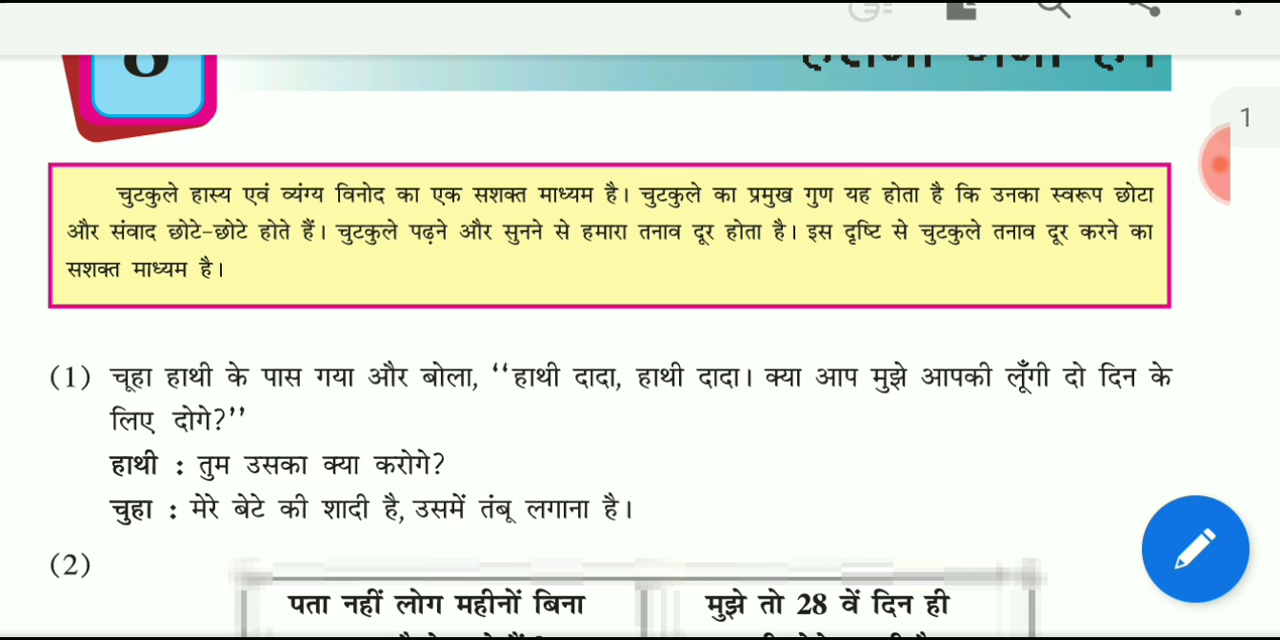 1
चुटकुले हास्य एवं व्यंग्य विनोद का एक सशक्त माध्यम है। चुटकुले का प्रमुख गुण यह होता है कि उनका स्वरूप छोटा
और संवाद छोटे-छोटे होते हैं। चुटकुले पढ़ने और सुनने से हमारा तनाव दूर होता है। इस दृष्टि से चुटकुले तनाव दूर करने का
सशक्त माध्यम है।
(1) चूहा हाथी के पास गया और बोला, ‘‘हाथी दादा, हाथी दादा। क्या आप मुझे आपकी लूँगी दो दिन के
लिए दोगे?’’
हाथी : तुम उसका क्या करोगे?
चुहा : मेरे बेटे की शादी है, उसमें तंबू लगाना है।
(2)
पता नहीं लोग महीनों बिना
मुझे तो 28 वें दिन ही